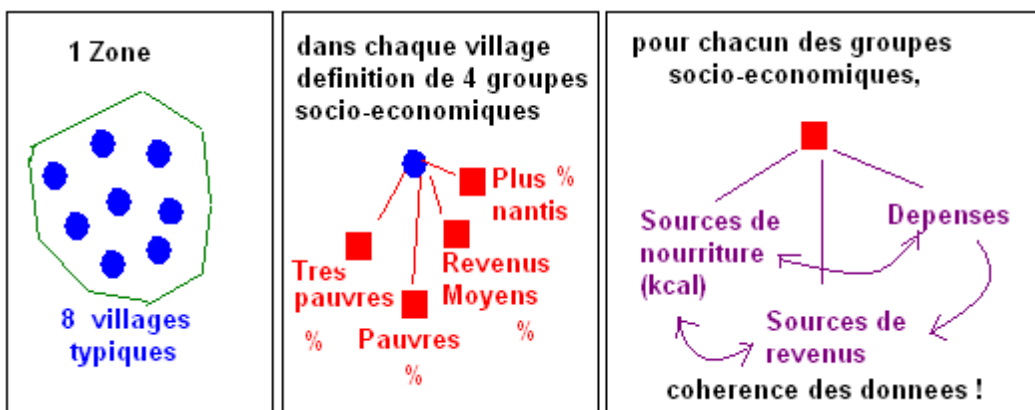 1 Zone
8 villages
typiques
dans chaque village
definition de 4 groupes
socio-economiques
Plus %
nantis
Tres
pauvres
%
Pauvres
%
Revenus
Moyens
%
pour chacun des groupes
socio-economiques,
Sources de
nourriture
(kcal)
Depenses
Sources de
revenus
coherence des donnees !